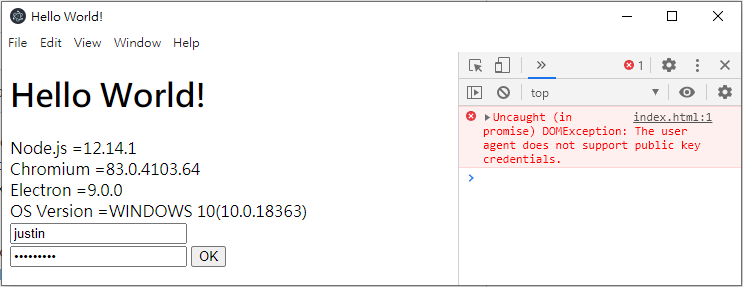 Hello World!
File Edit View Window Help
Hello World!
Node.js =12.14.1
Chromium =83.0.4103.64
Electron =9.0.0
OS Version =WINDOWS 10(10.0.18363)
justin
•••••••••
OK
1
top
Uncaught (in index.html:1
promise) DOMException: The user
agent does not support public key
credentials.